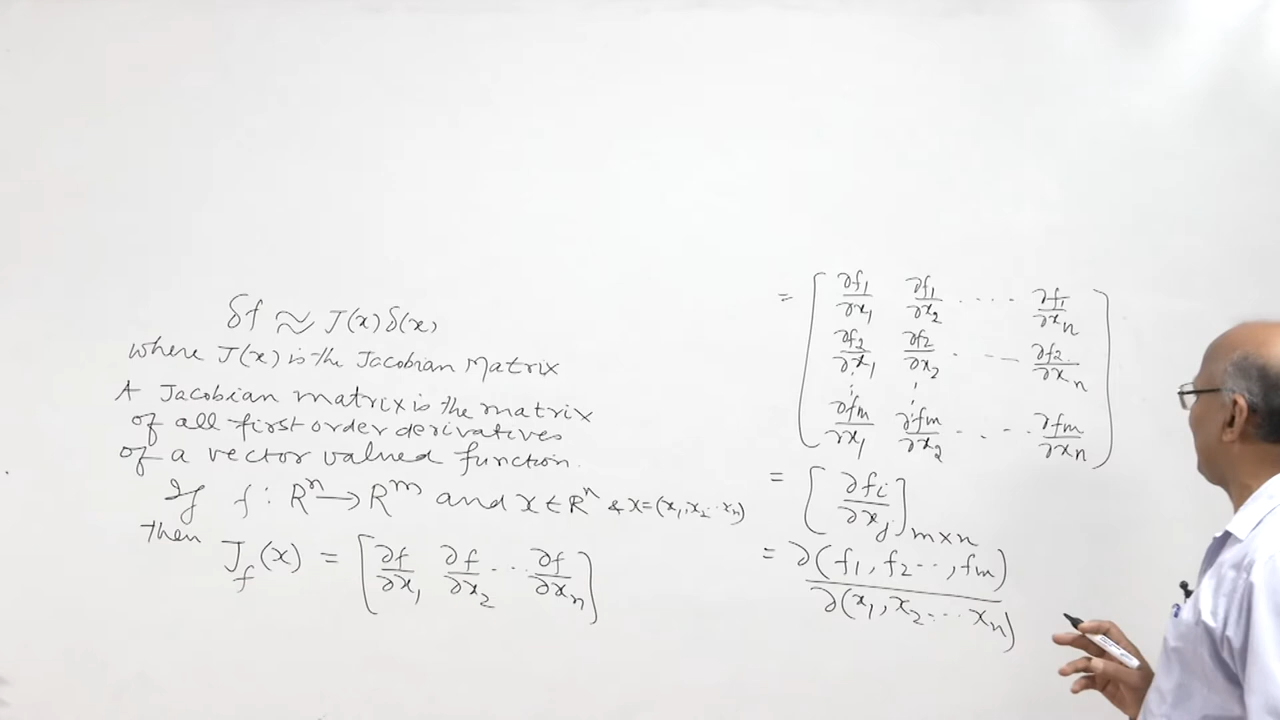 δf ≈ J(x) δ(x)
where J(x) is the Jacobian Matrix
A Jacobian matrix is the matrix
of all first order derivatives
of a vector valued function.
If f : Rⁿ → Rᵐ and x ∈ Rⁿ & x = (x₁, x₂ ·· xₙ)
then J_f(x) = [∂f/∂x₁ ∂f/∂x₂ ··· ∂f/∂xₙ]
= [∂f₁/∂x₁ ∂f₁/∂x₂ ···· ∂f₁/∂xₙ
∂f₂/∂x₁ ∂f₂/∂x₂ ···· ∂f₂/∂xₙ
⋮ ⋮
∂fₘ/∂x₁ ∂fₘ/∂x₂ ···· ∂fₘ/∂xₙ]
= [∂fᵢ/∂xⱼ] m×n
= ∂(f₁, f₂ ··, fₘ)/∂(x₁, x₂ ··· xₙ)